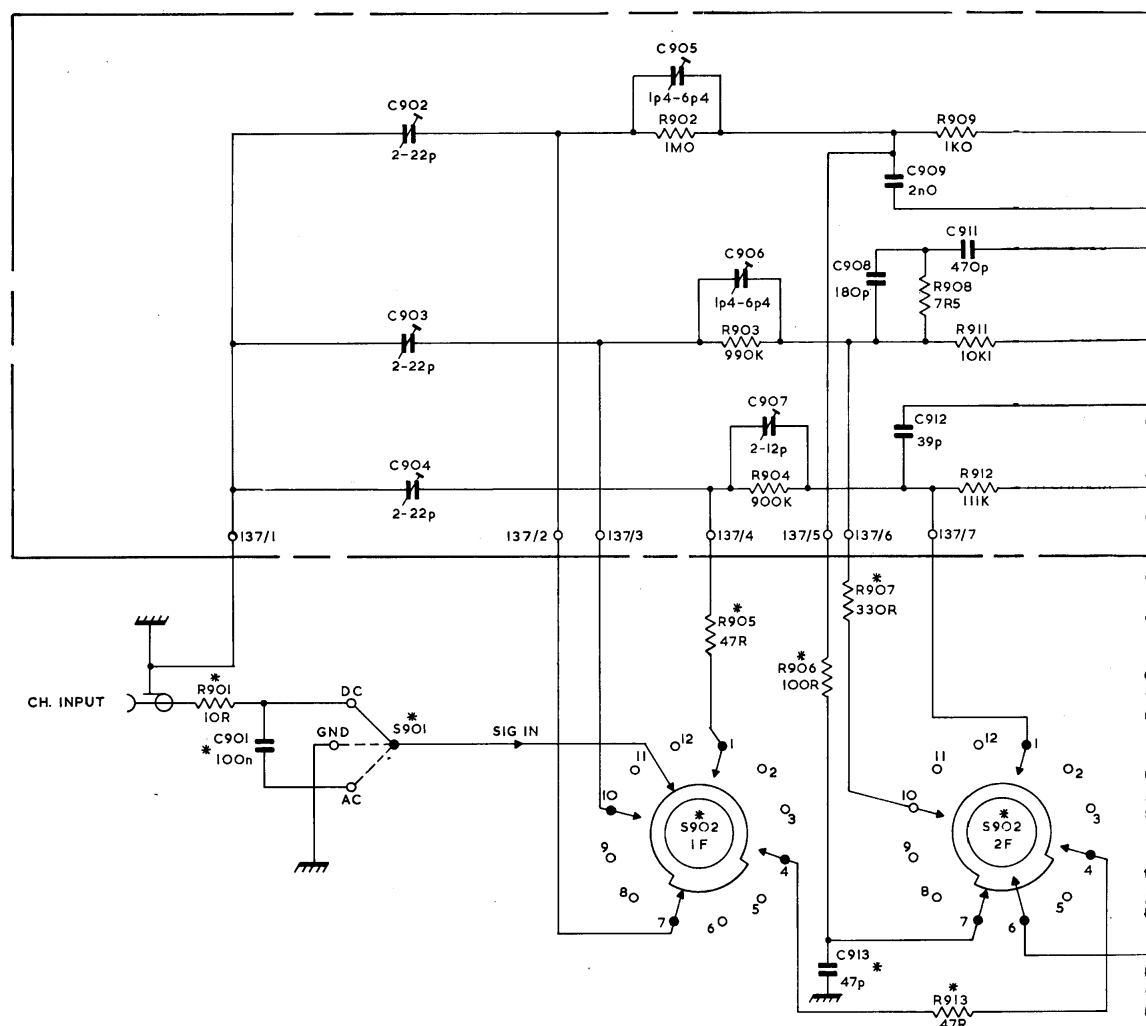 C905
1p4-6p4
C902
R902
R909
2-22p
1MO
1KO
C909
2nO
C911
C906
C908
470p
180p
R908
1p4-6p4
7R5
C903
R903
R911
2-22p
990K
10K1
C907
C912
2-12p
39p
C904
R904
R912
2-22p
900K
111K
137/1
137/2
137/3
137/4
137/5
137/6
137/7
*
R907
330R
*
R905
47R
*
R906
100R
CH. INPUT
*
R901
10R
DC
GND
*
S901
C901
* 100n
AC
SIG IN
12
1
11
2
10
3
*
S902
1F
9
4
8
5
7
6
12
1
11
2
10
3
*
S902
2F
9
4
8
5
7
6
C913
47p *
*
R913
47R